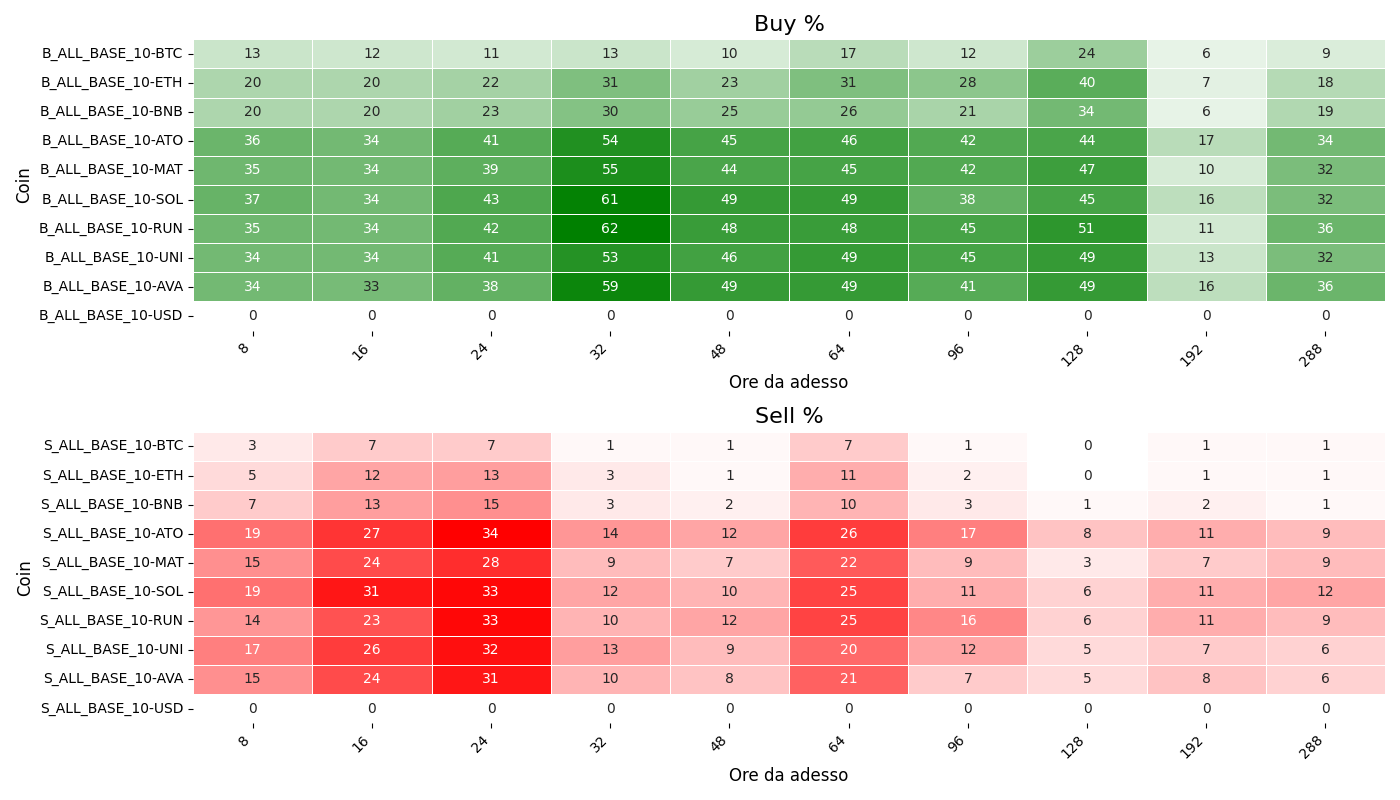 Buy %
Coin
B_ALL_BASE_10-BTC 13 12 11 13 10 17 12 24 6 9
B_ALL_BASE_10-ETH 20 20 22 31 23 31 28 40 7 18
B_ALL_BASE_10-BNB 20 20 23 30 25 26 21 34 6 19
B_ALL_BASE_10-ATO 36 34 41 54 45 46 42 44 17 34
B_ALL_BASE_10-MAT 35 34 39 55 44 45 42 47 10 32
B_ALL_BASE_10-SOL 37 34 43 61 49 49 38 45 16 32
B_ALL_BASE_10-RUN 35 34 42 62 48 48 45 51 11 36
B_ALL_BASE_10-UNI 34 34 41 53 46 49 45 49 13 32
B_ALL_BASE_10-AVA 34 33 38 59 49 49 41 49 16 36
B_ALL_BASE_10-USD 0 0 0 0 0 0 0 0 0 0
8 16 24 32 48 64 96 128 192 288
Ore da adesso
Sell %
Coin
S_ALL_BASE_10-BTC 3 7 7 1 1 7 1 0 1 1
S_ALL_BASE_10-ETH 5 12 13 3 1 11 2 0 1 1
S_ALL_BASE_10-BNB 7 13 15 3 2 10 3 1 2 1
S_ALL_BASE_10-ATO 19 27 34 14 12 26 17 8 11 9
S_ALL_BASE_10-MAT 15 24 28 9 7 22 9 3 7 9
S_ALL_BASE_10-SOL 19 31 33 12 10 25 11 6 11 12
S_ALL_BASE_10-RUN 14 23 33 10 12 25 16 6 11 9
S_ALL_BASE_10-UNI 17 26 32 13 9 20 12 5 7 6
S_ALL_BASE_10-AVA 15 24 31 10 8 21 7 5 8 6
S_ALL_BASE_10-USD 0 0 0 0 0 0 0 0 0 0
8 16 24 32 48 64 96 128 192 288
Ore da adesso